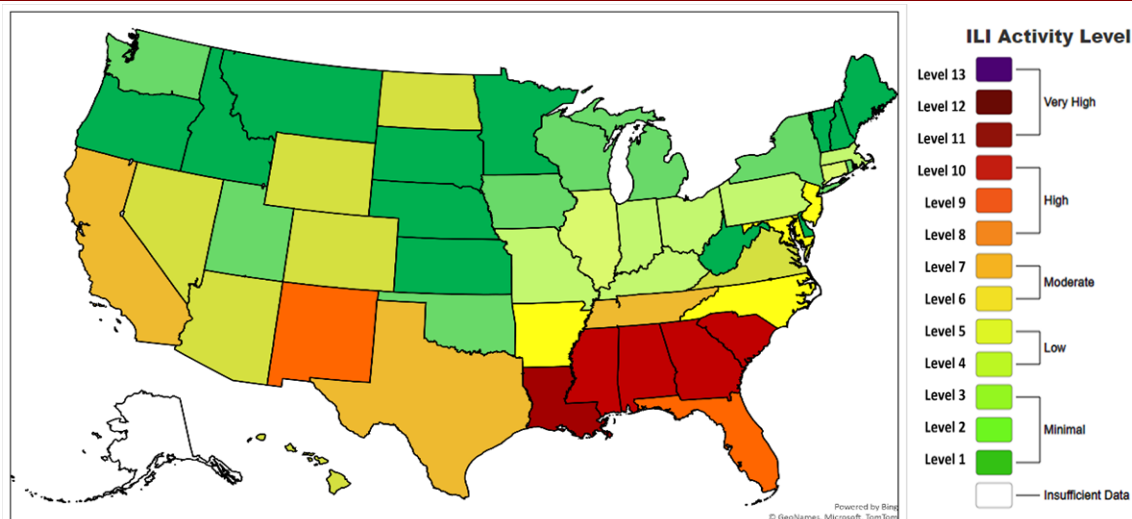 ILI Activity Level
Level 13
Level 12
Very High
Level 11
Level 10
Level 9
High
Level 8
Level 7
Moderate
Level 6
Level 5
Low
Level 4
Level 3
Level 2
Minimal
Level 1
Insufficient Data
Powered by Bing
© GeoNames, Microsoft, TomTom